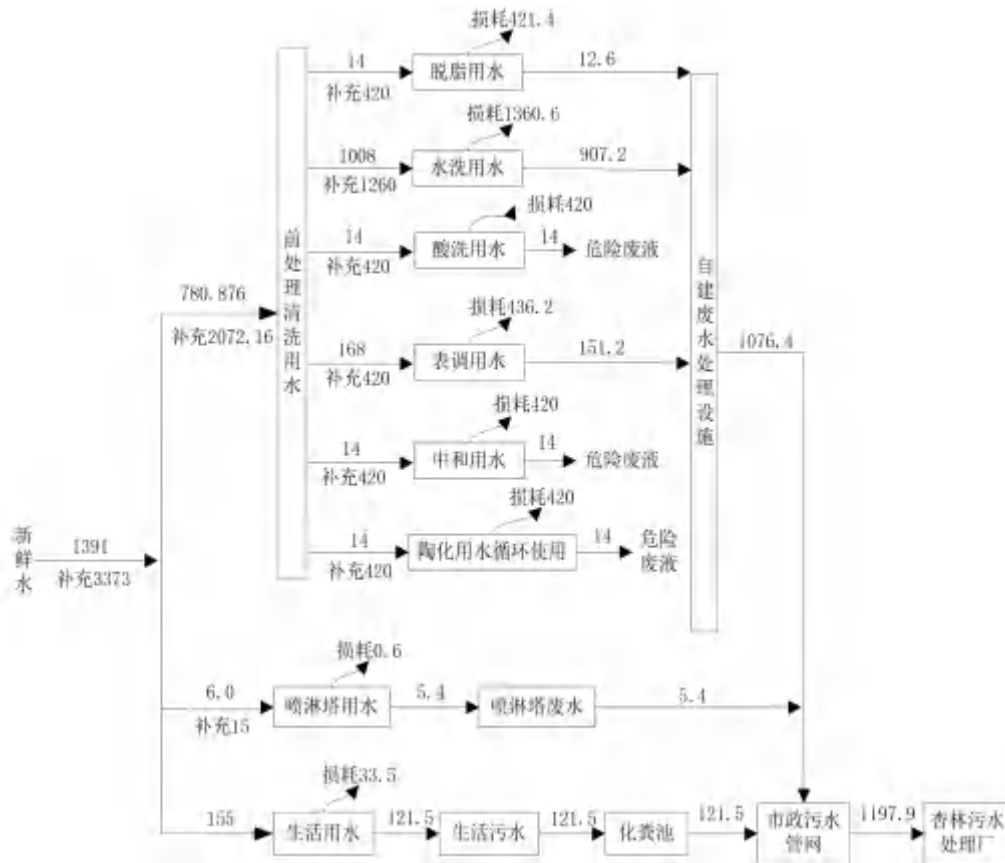 损耗421.4
14
脱脂用水
12.6
补充420
损耗1360.6
1008
水洗用水
907.2
补充1260
损耗420
14
酸洗用水
14
危险废液
补充420
前处理清洗用水
780.876
补充2072.16
损耗436.2
168
表调用水
151.2
补充420
自建废水处理设施
1076.4
损耗420
14
中和用水
14
危险废液
补充420
损耗420
14
陶化用水循环使用
14
危险
废液
补充420
新鲜水
1391
补充3373
损耗0.6
6.0
喷淋塔用水
5.4
喷淋塔废水
5.4
补充15
损耗33.5
155
生活用水
121.5
生活污水
121.5
化粪池
121.5
市政污水
管网
1197.9
杏林污水
处理厂